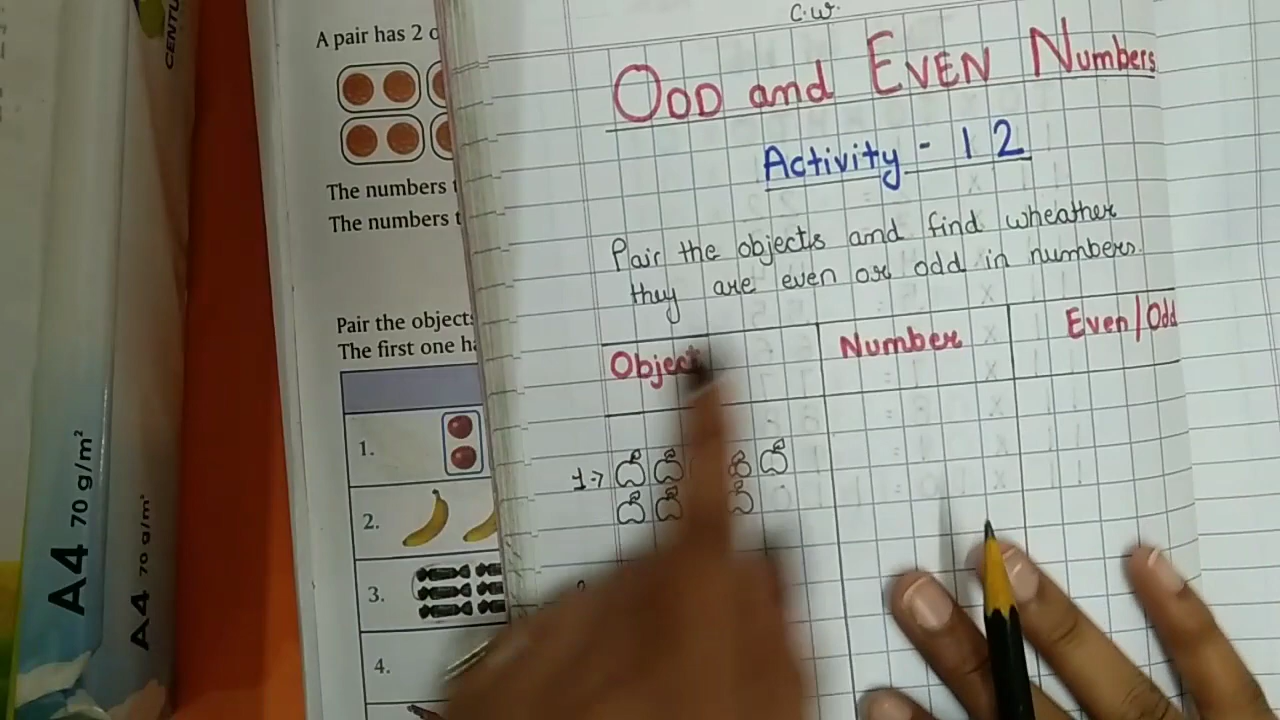 C.W.
ODD and EVEN Numbers
Activity - 12
Pair the objects and find wheather
they are even or odd in numbers.
Object Number Even/Odd
1→
A pair has 2
The numbers
The numbers
Pair the object
The first one
1.
2.
3.
4.
A4 70 g/m²
A4 70 g/m²
CENTU